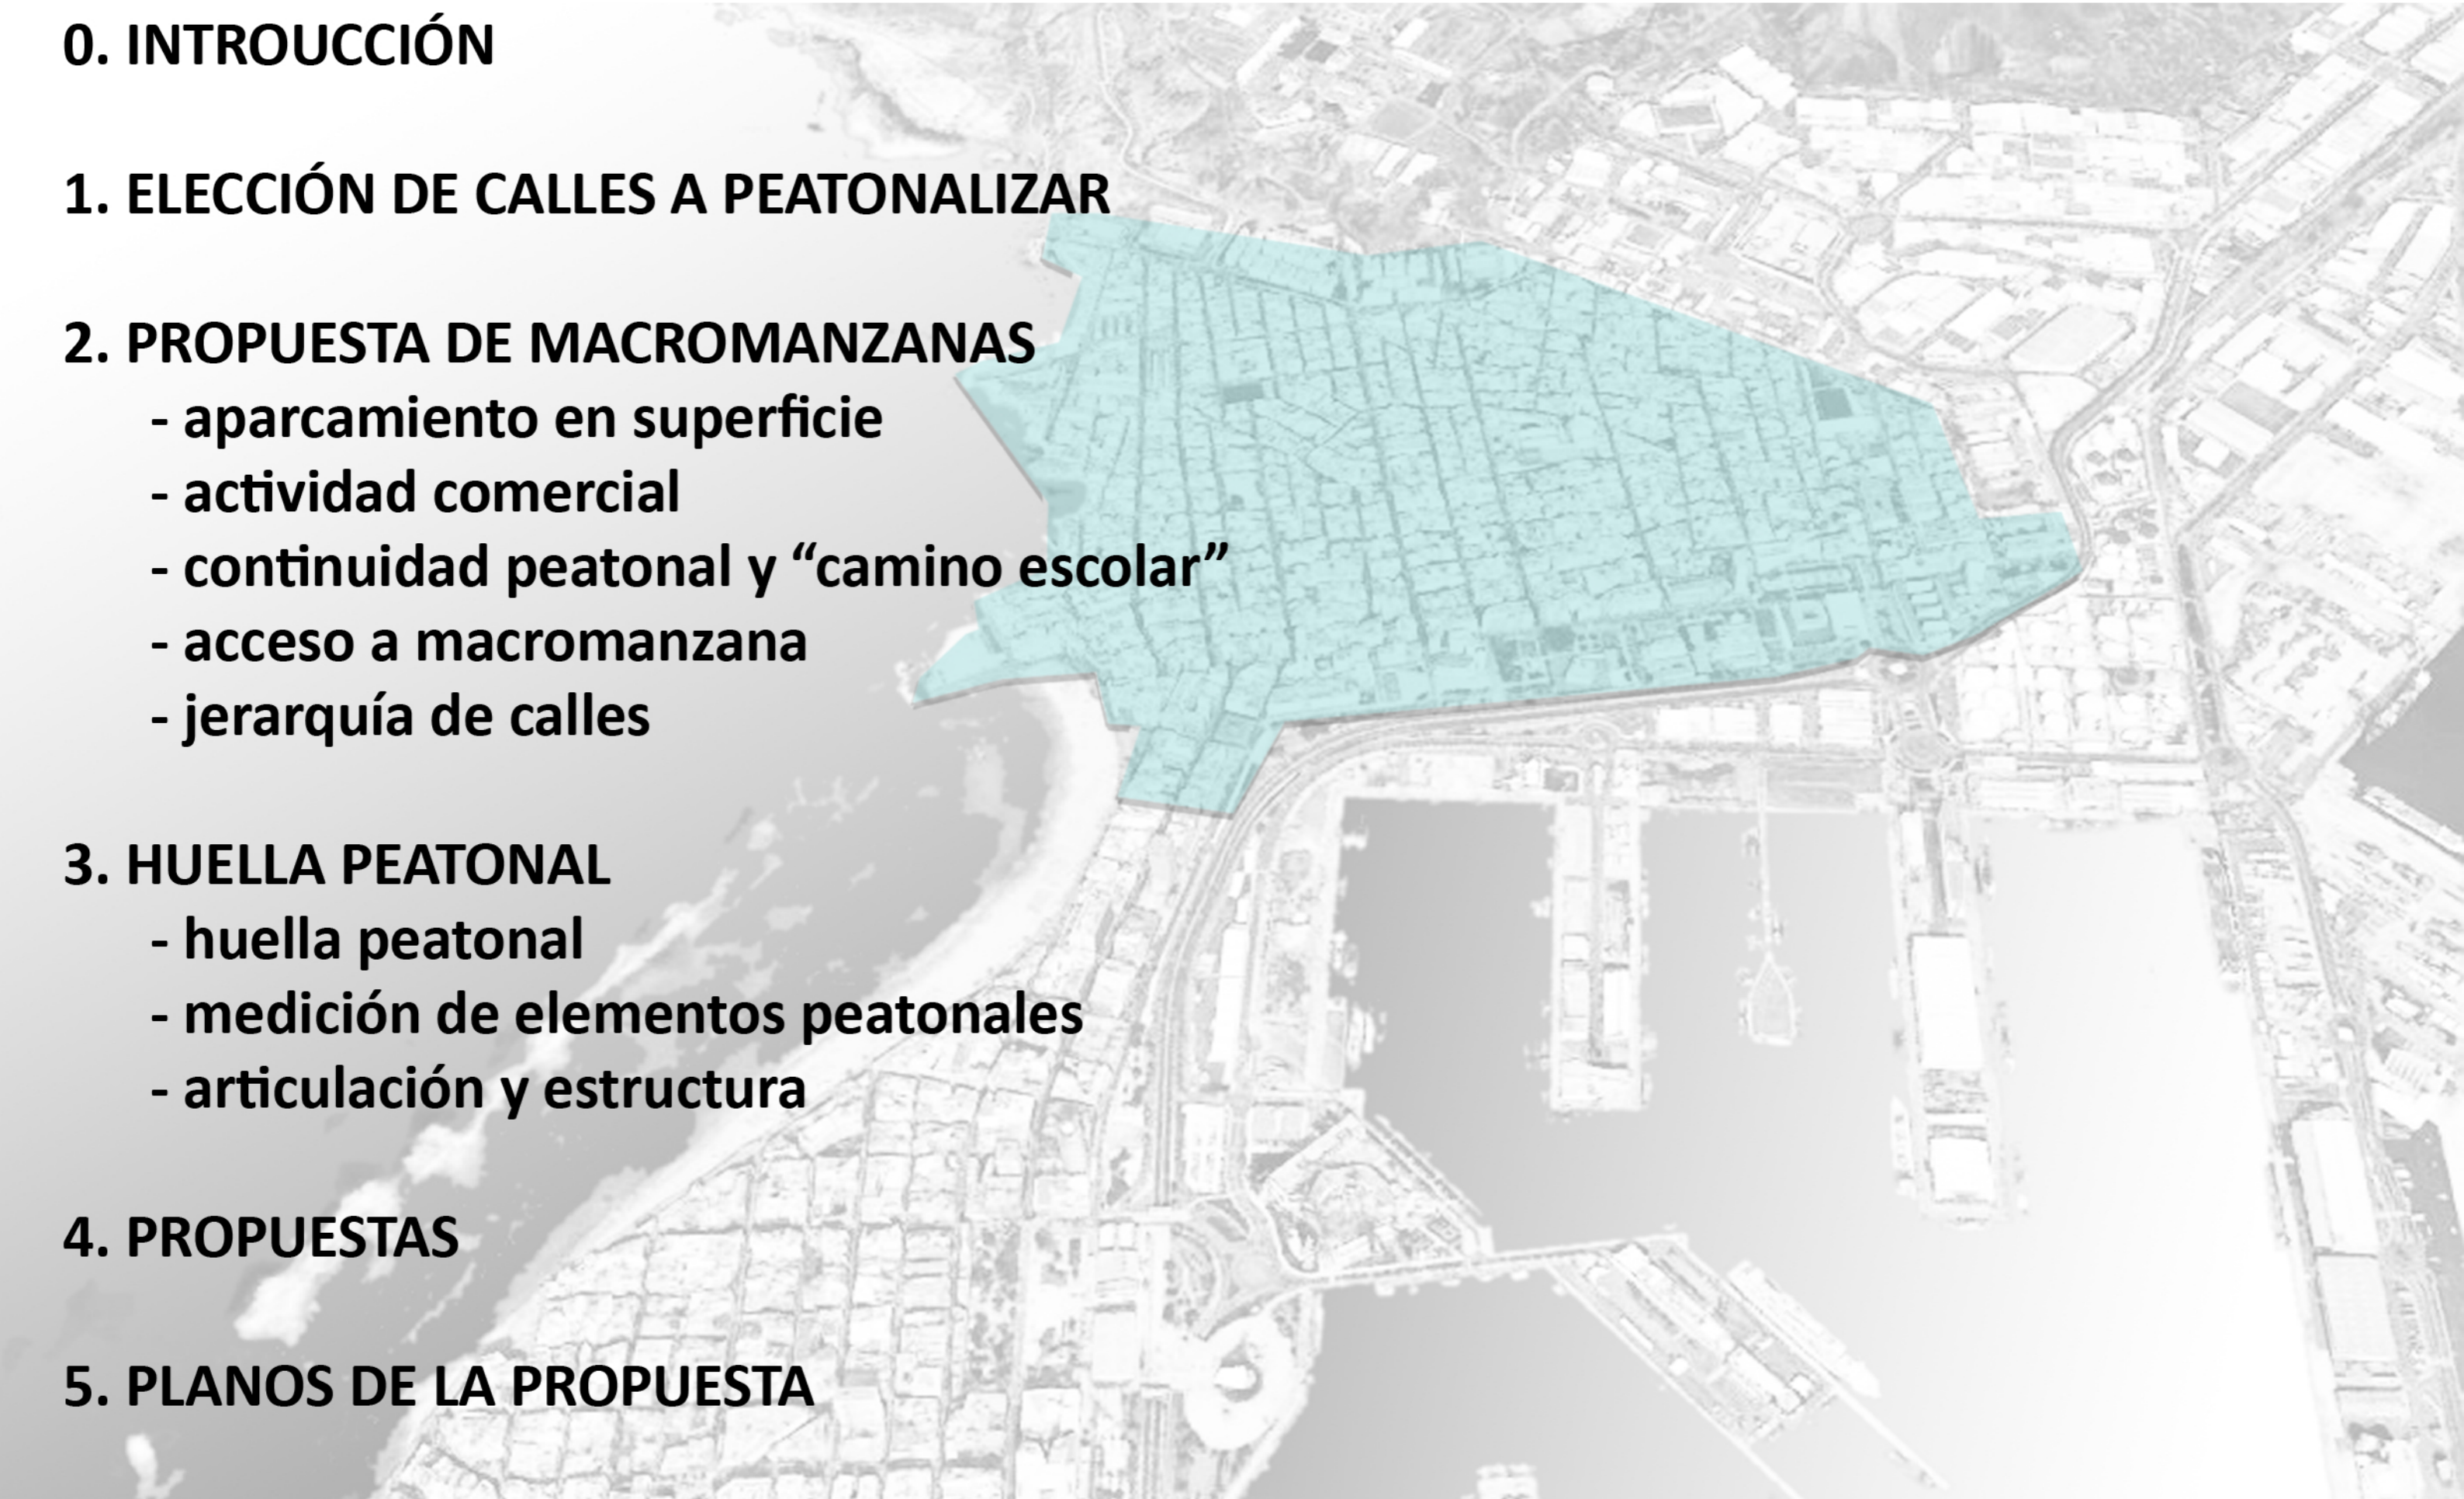 0. INTROUCCIÓN
1. ELECCIÓN DE CALLES A PEATONALIZAR
2. PROPUESTA DE MACROMANZANAS
- aparcamiento en superficie
- actividad comercial
- continuidad peatonal y “camino escolar”
- acceso a macromanzana
- jerarquía de calles
3. HUELLA PEATONAL
- huella peatonal
- medición de elementos peatonales
- articulación y estructura
4. PROPUESTAS
5. PLANOS DE LA PROPUESTA